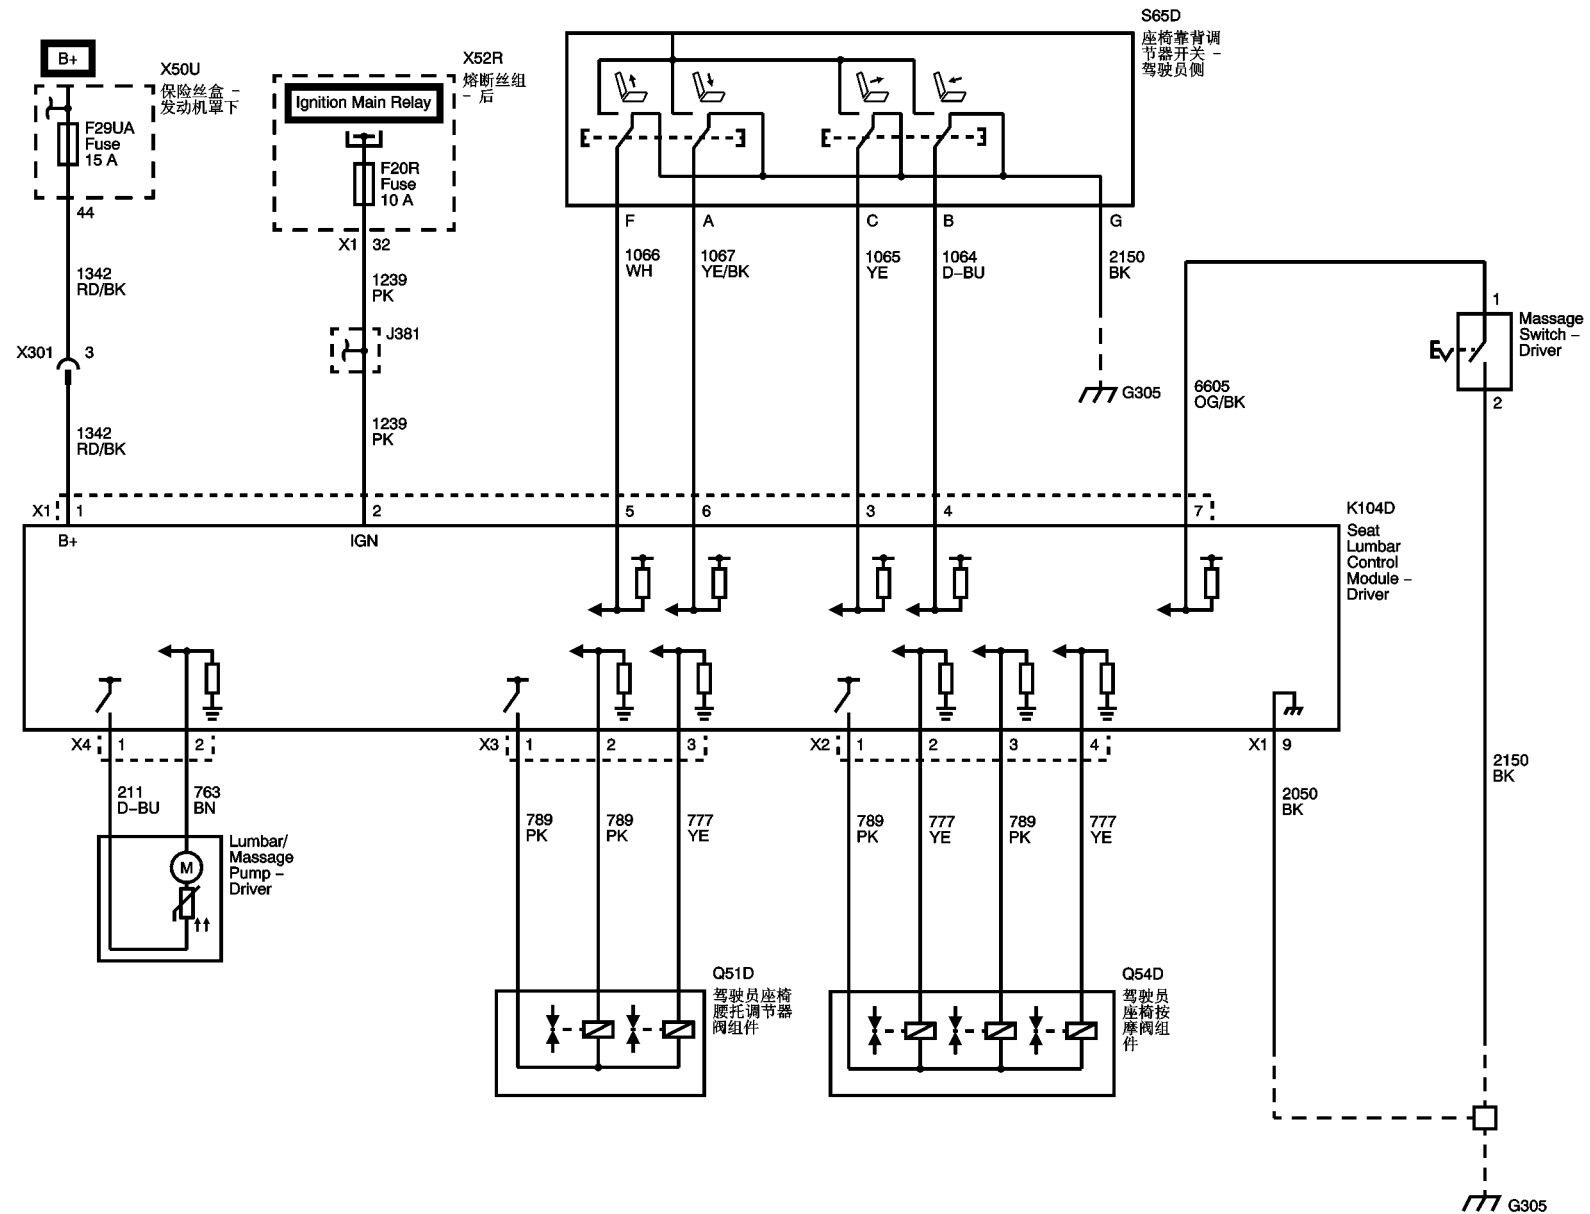 S65D
座椅靠背调
节器开关 -
驾驶员侧
B+
X50U
保险丝盒 -
发动机罩下
F29UA
Fuse
15 A
44
X52R
熔断丝组
- 后
Ignition Main Relay
F20R
Fuse
10 A
X1 32
F A C B G
1342
RD/BK
1239
PK
1066
WH
1067
YE/BK
1065
YE
1064
D-BU
2150
BK
X301 3
J381
1342
RD/BK
1239
PK
G305
6605
OG/BK
1
Massage
Switch -
Driver
2
X1 1 2 5 6 3 4 7
B+ IGN
K104D
Seat
Lumbar
Control
Module -
Driver
X4 1 2 X3 1 2 3 X2 1 2 3 4 X1 9
211
D-BU
763
BN
789
PK
789
PK
777
YE
789
PK
777
YE
789
PK
777
YE
2050
BK
2150
BK
M
Lumbar/
Massage
Pump -
Driver
Q51D
驾驶员座椅
腰托调节器
阀组件
Q54D
驾驶员
座椅按
摩阀组
件
G305